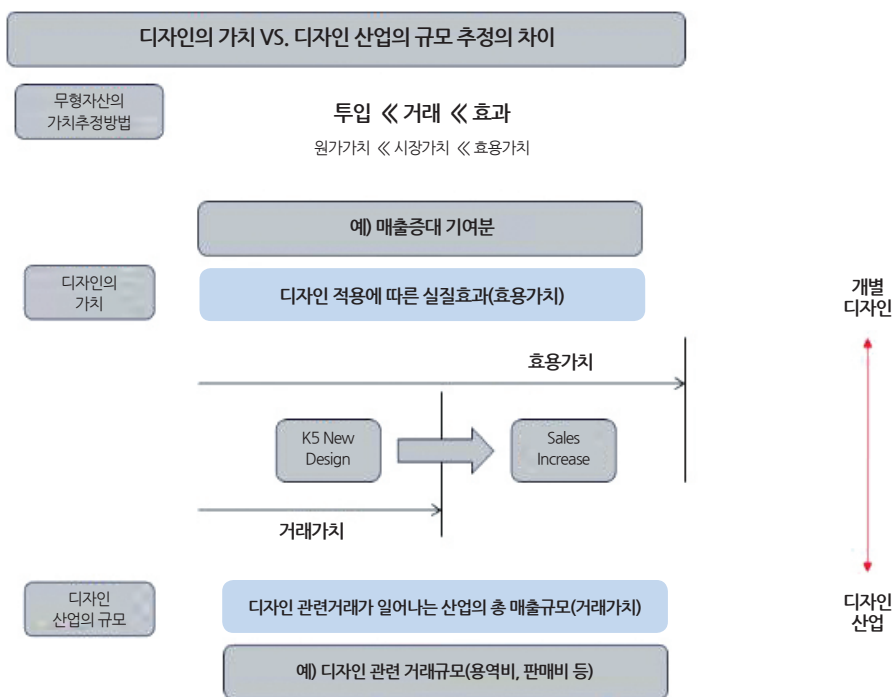 디자인의 가치 VS. 디자인 산업의 규모 추정의 차이
무형자산의
가치추정방법
투입 ≪ 거래 ≪ 효과
원가가치 ≪ 시장가치 ≪ 효용가치
예) 매출증대 기여분
디자인의
가치
디자인 적용에 따른 실질효과(효용가치)
개별
디자인
효용가치
K5 New
Design
Sales
Increase
거래가치
디자인
산업의 규모
디자인 관련거래가 일어나는 산업의 총 매출규모(거래가치)
디자인
산업
예) 디자인 관련 거래규모(용역비, 판매비 등)